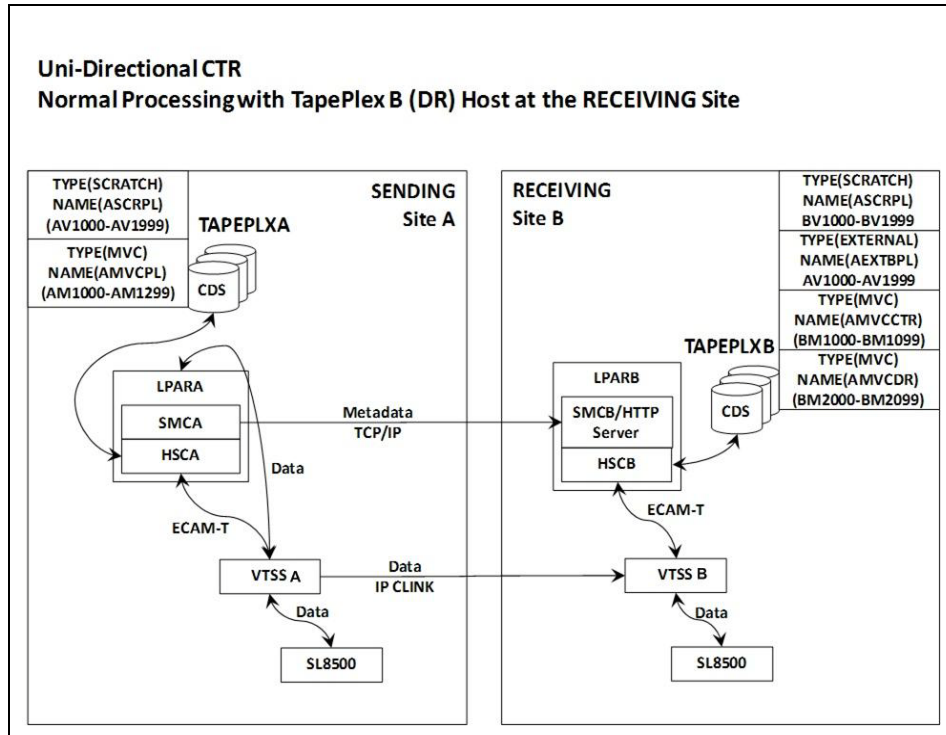 Uni-Directional CTR
Normal Processing with TapePlex B (DR) Host at the RECEIVING Site
TYPE(SCRATCH)
NAME(ASCRPL)
(AV1000-AV1999)
TYPE(MVC)
NAME(AMVCPL)
(AM1000-AM1299)
TAPEPLXA
CDS
SENDING
Site A
LPARA
SMCA
HSCA
Data
ECAM-T
VTSS A
Data
SL8500
Metadata
TCP/IP
Data
IP CLINK
RECEIVING
Site B
TYPE(SCRATCH)
NAME(ASCRPL)
BV1000-BV1999
TYPE(EXTERNAL)
NAME(AEXTBPL)
AV1000-AV1999
TYPE(MVC)
NAME(AMVCCTR)
(BM1000-BM1099)
TYPE(MVC)
NAME(AMVCDR)
(BM2000-BM2099)
TAPEPLXB
CDS
LPARB
SMCB/HTTP
Server
HSCB
ECAM-T
VTSS B
Data
SL8500